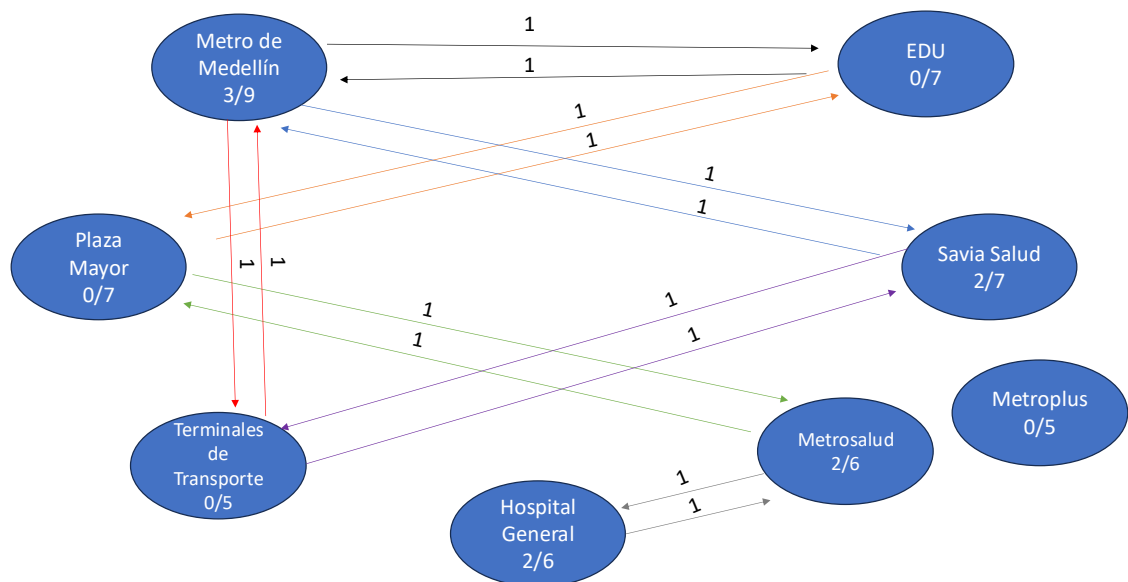 1
Metro de
Medellín
3/9
EDU
0/7
1
1
1
1
1
Plaza
Mayor
0/7
1
1
Savia Salud
2/7
1
1
1
1
Metroplus
0/5
Terminales
de
Transporte
0/5
Metrosalud
2/6
1
1
Hospital
General
2/6